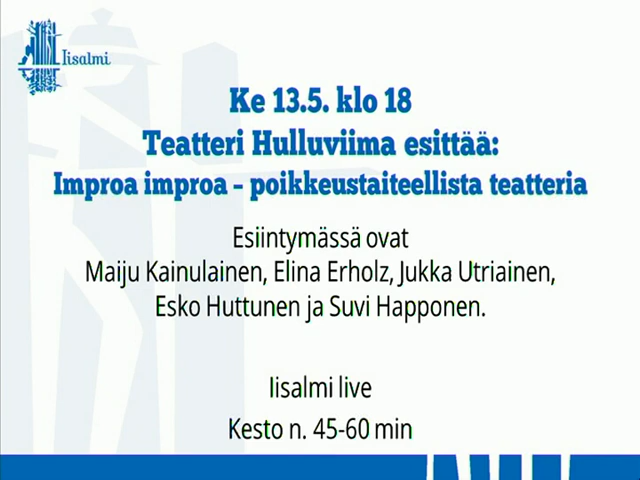 Iisalmi
Ke 13.5. klo 18
Teatteri Hulluviima esittää:
Improa improa – poikkeustaiteellista teatteria
Esiintymässä ovat
Maiju Kainulainen, Elina Erholz, Jukka Utriainen,
Esko Huttunen ja Suvi Happonen.
Iisalmi live
Kesto n. 45-60 min